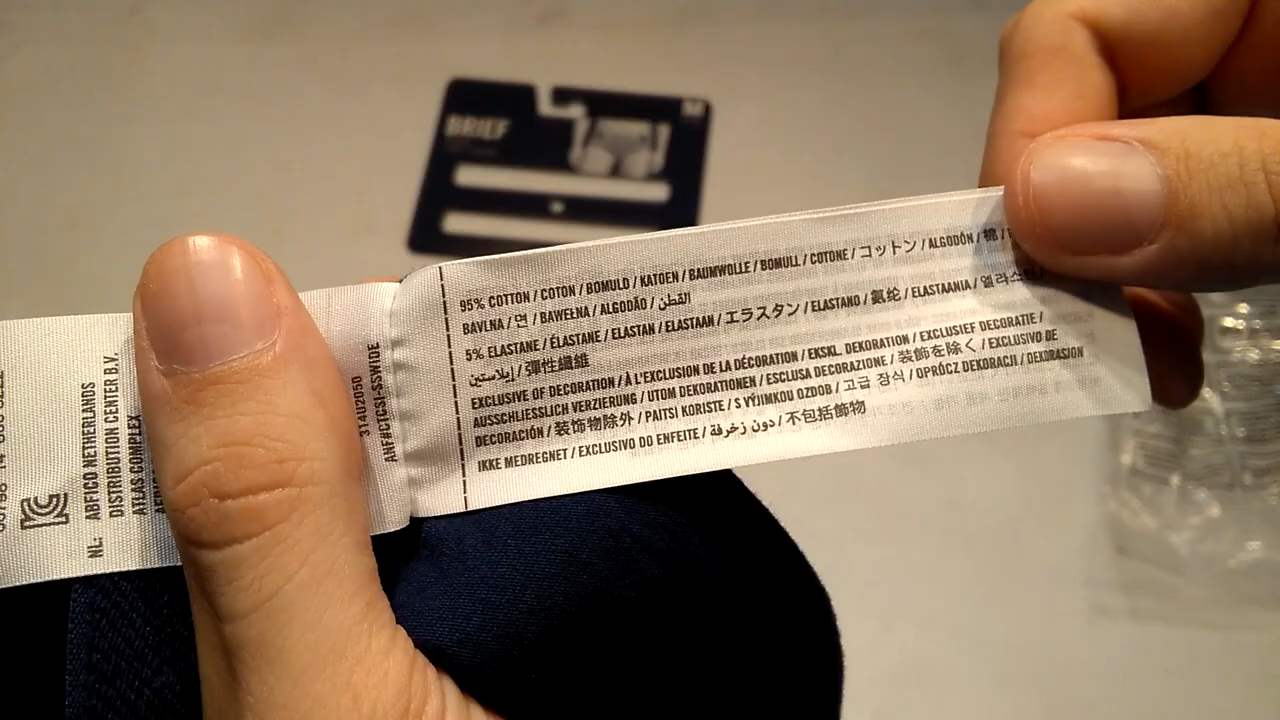 BRIEF
95% COTTON / COTON / BOMULD / KATOEN / BAUMWOLLE / BOMULL / COTONE / コットン / ALGODÓN / 棉 /
BAVLNA / 면 / BAWEŁNA / ALGODÃO / القطن
5% ELASTANE / ÉLASTANE / ELASTAN / ELASTAAN / エラスタン / ELASTANO / 氨纶 / ELASTAANIA /
إيلاستين / 彈性纖維
EXCLUSIVE OF DECORATION / À L'EXCLUSION DE LA DÉCORATION / EKSKL. DEKORATION / EXCLUSIEF DECORATIE /
AUSSCHLIESSLICH VERZIERUNG / UTOM DEKORATIONEN / ESCLUSA DECORAZIONE / 装飾を除く / EXCLUSIVO DE
DECORACIÓN / 装饰物除外 / PAITSI KORISTE / S VÝJIMKOU OZDOB / 고급 장식 / OPRÓCZ DEKORACJI / DEKORASJON
IKKE MEDREGNET / EXCLUSIVO DO ENFEITE / دون زخرفة / 不包括飾物
314U2050
ANF#CTCSI-SSWIDE
NL: ABFICO NETHERLANDS
DISTRIBUTION CENTER B.V.
ATLAS COMPLEX